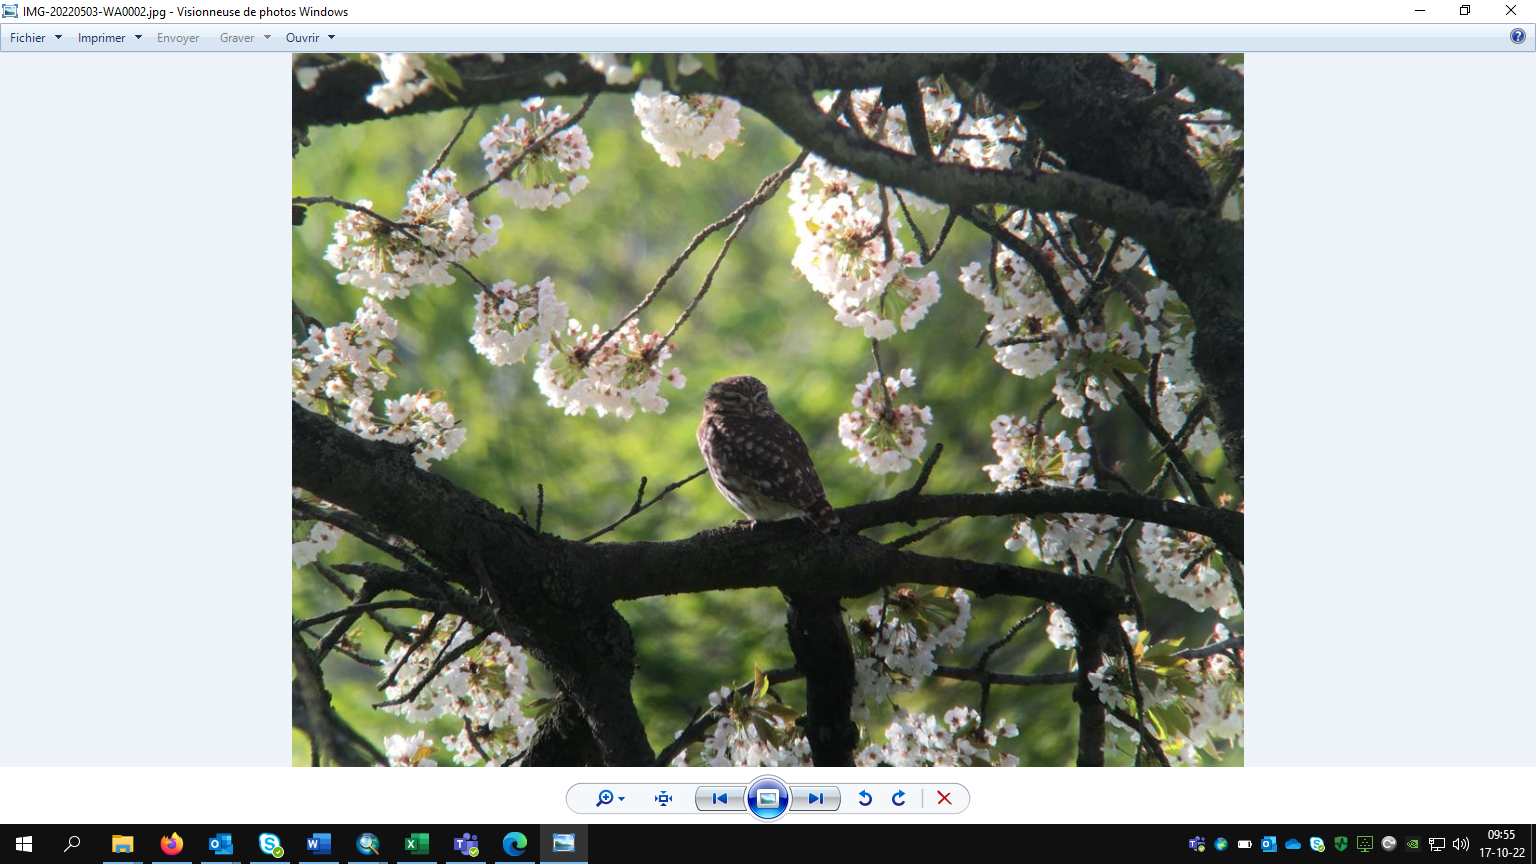 IMG-20220503-WA0002.jpg - Visionneuse de photos Windows
Fichier Imprimer Envoyer Graver Ouvrir
09:55
17-10-22